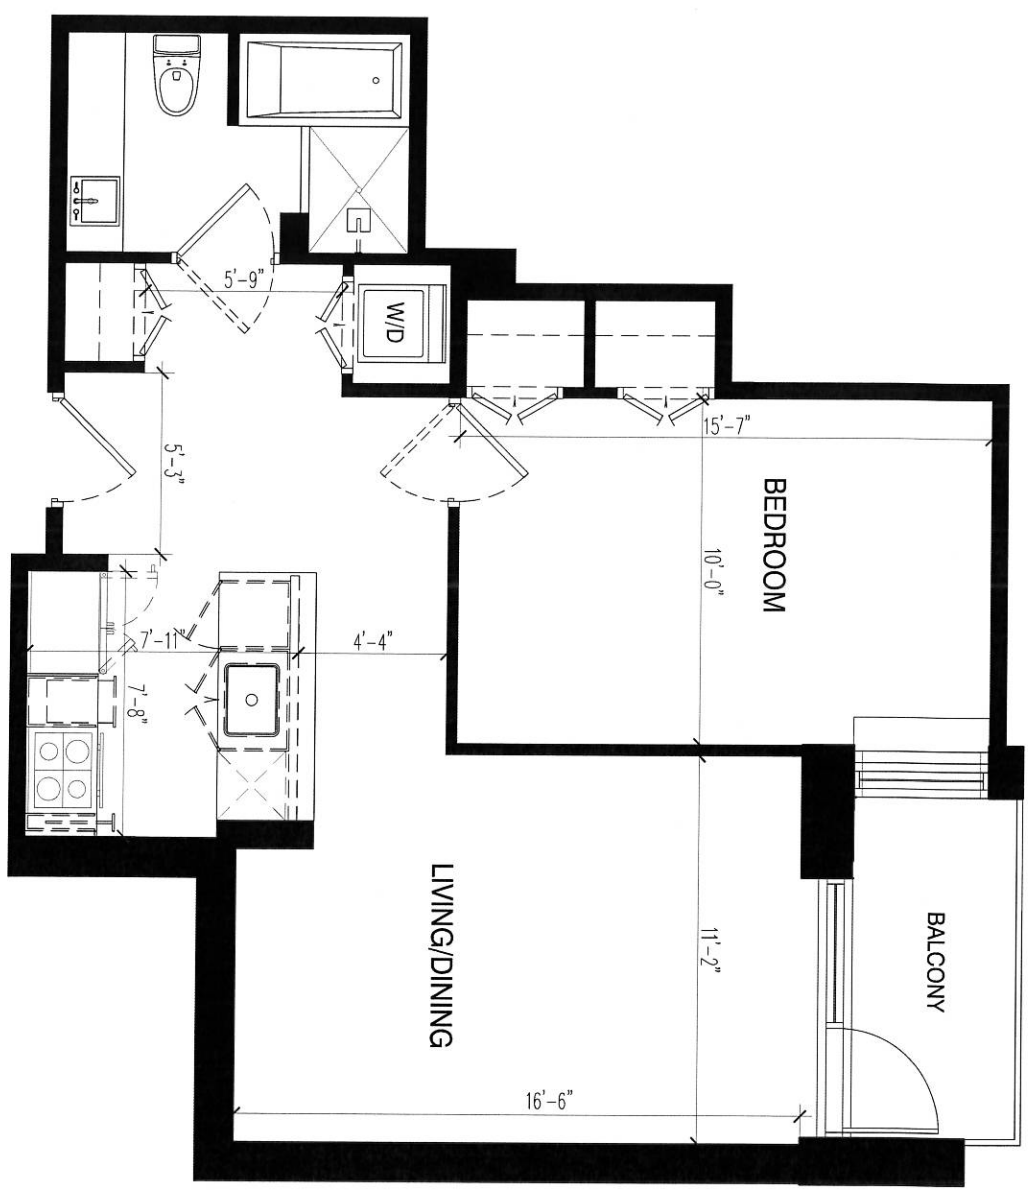 5'-9"
W/D
15'-7"
5'-3"
BEDROOM
10'-0"
7'-11"
4'-4"
7'-8"
LIVING/DINING
11'-2"
BALCONY
16'-6"